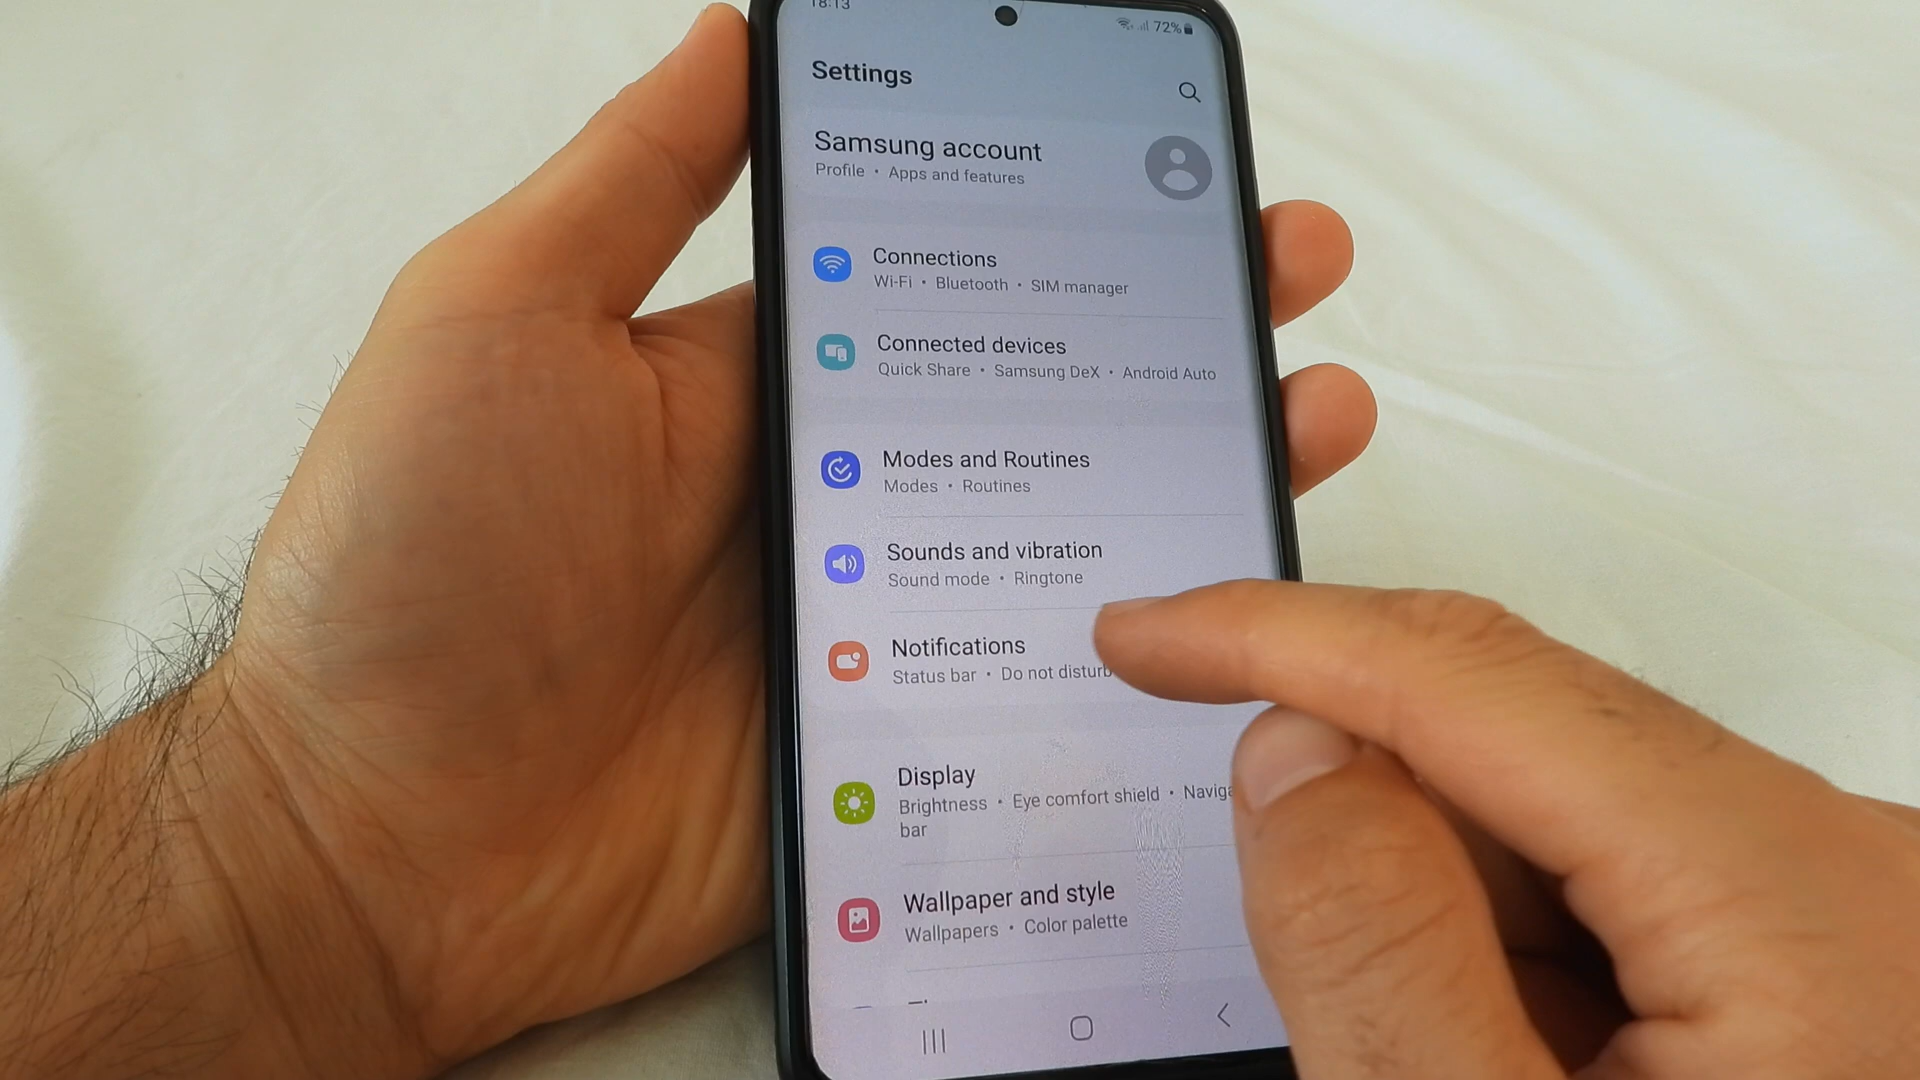 18:13
72%
Settings
Samsung account
Profile • Apps and features
Connections
Wi-Fi • Bluetooth • SIM manager
Connected devices
Quick Share • Samsung DeX • Android Auto
Modes and Routines
Modes • Routines
Sounds and vibration
Sound mode • Ringtone
Notifications
Status bar • Do not disturb
Display
Brightness • Eye comfort shield • Naviga
bar
Wallpaper and style
Wallpapers • Color palette